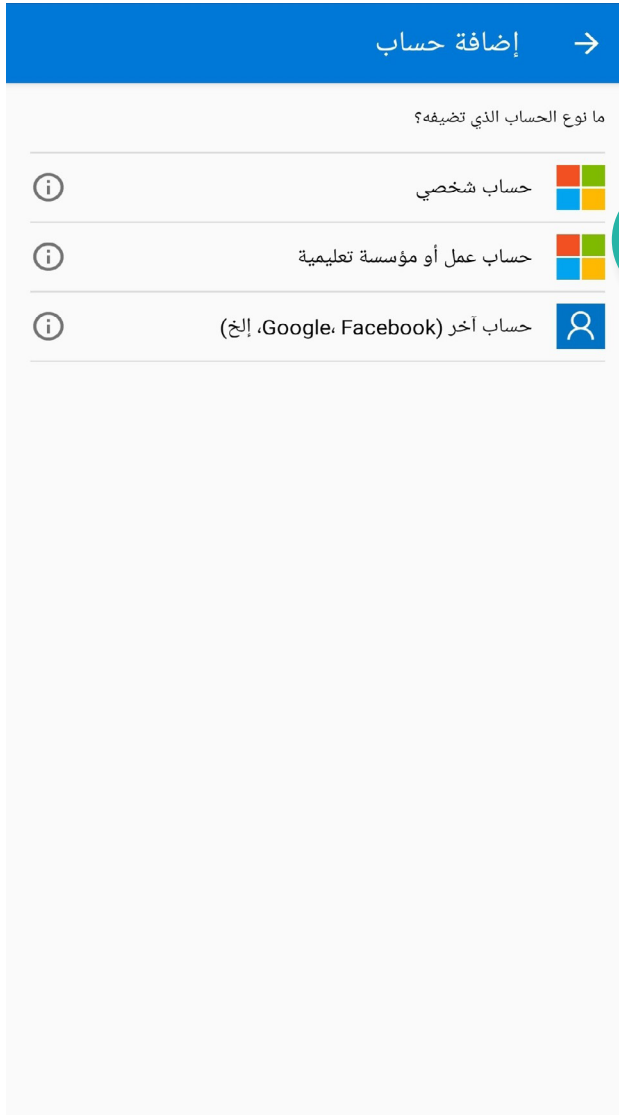 إضافة حساب
ما نوع الحساب الذي تضيفه؟
حساب شخصي
حساب عمل أو مؤسسة تعليمية
حساب آخر (Google، Facebook، إلخ)